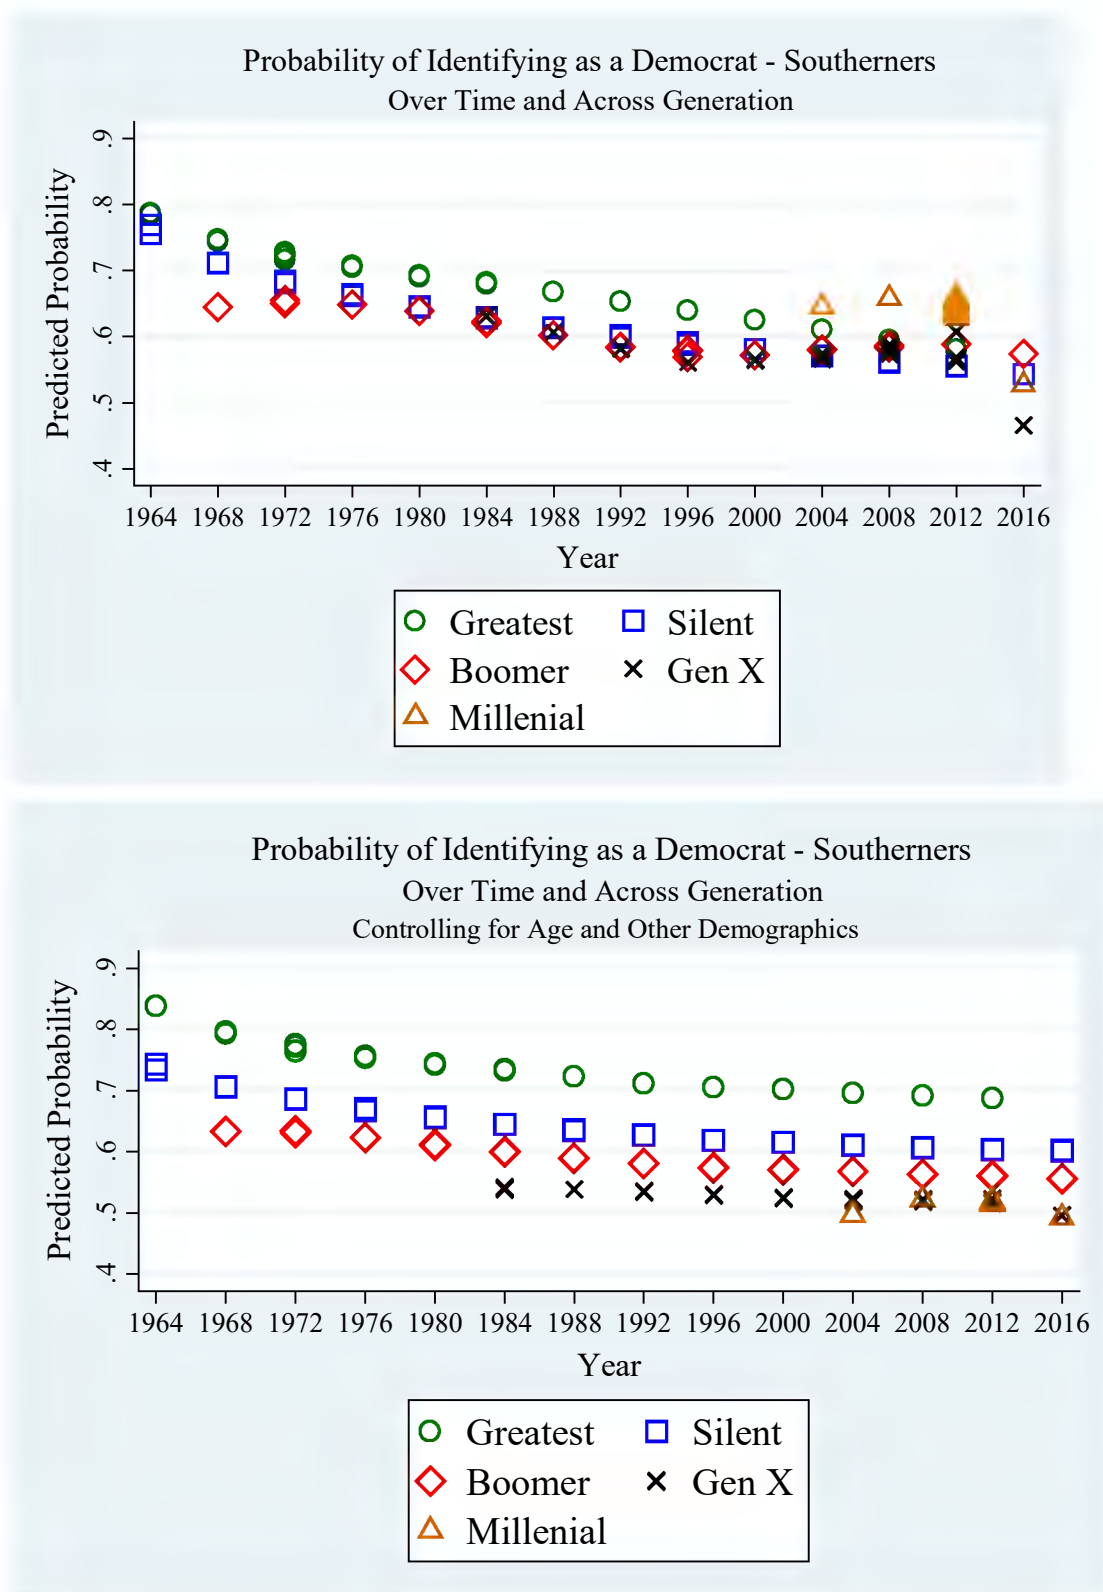 Probability of Identifying as a Democrat - Southerners
Over Time and Across Generation
Predicted Probability
.9
.8
.7
.6
.5
.4
1964 1968 1972 1976 1980 1984 1988 1992 1996 2000 2004 2008 2012 2016
Year
Greatest Silent
Boomer Gen X
Millenial
Probability of Identifying as a Democrat - Southerners
Over Time and Across Generation
Controlling for Age and Other Demographics
Predicted Probability
.9
.8
.7
.6
.5
.4
1964 1968 1972 1976 1980 1984 1988 1992 1996 2000 2004 2008 2012 2016
Year
Greatest Silent
Boomer Gen X
Millenial